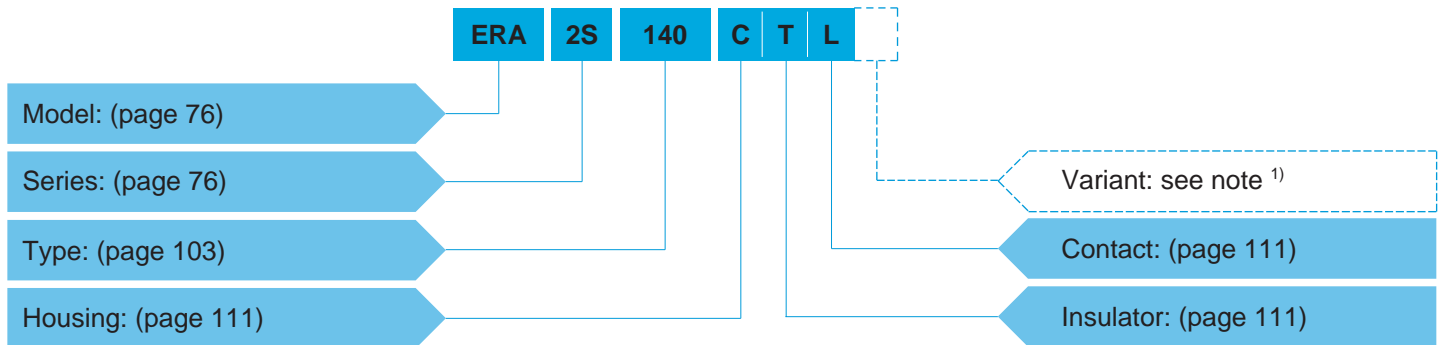 ERA 2S 140 C T L
Model: (page 76)
Series: (page 76)
Variant: see note 1)
Type: (page 103)
Contact: (page 111)
Housing: (page 111)
Insulator: (page 111)